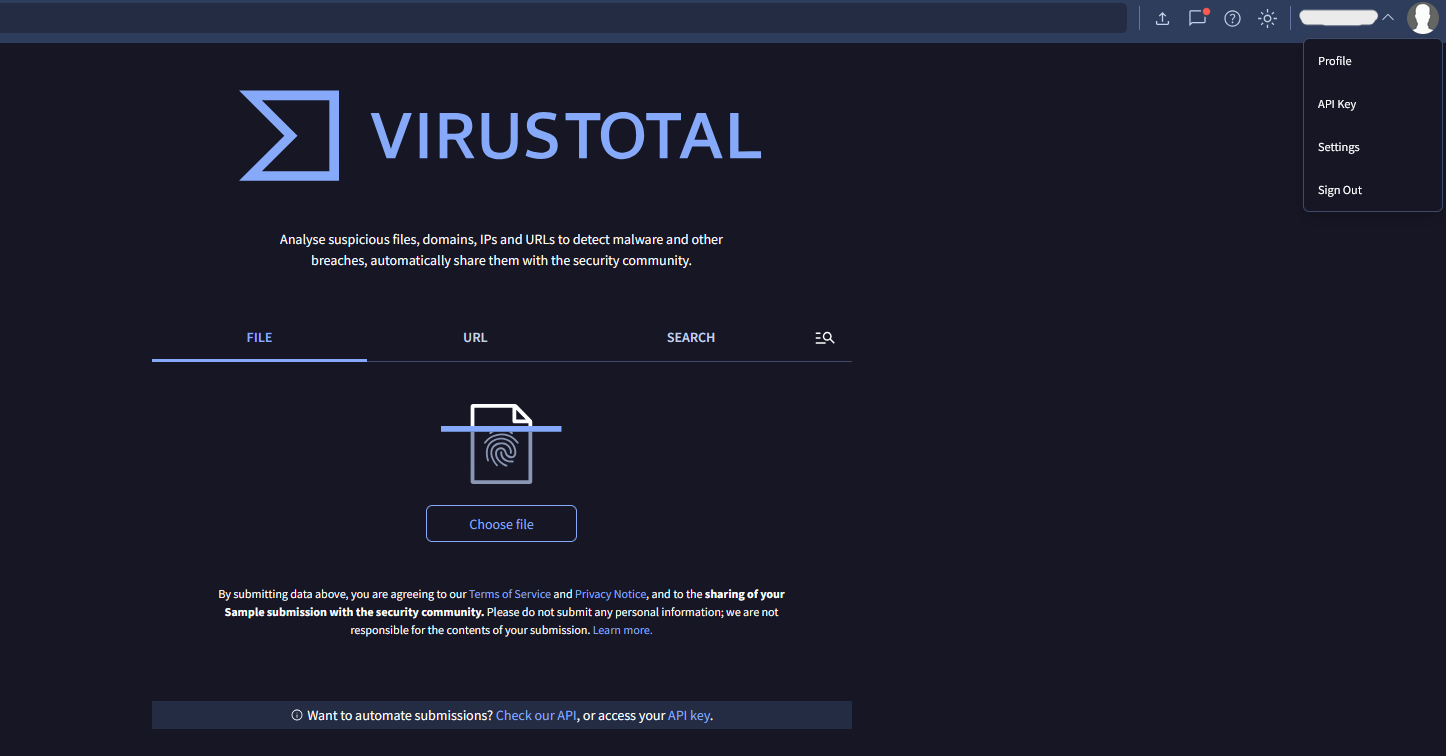 Profile
API Key
Settings
Sign Out
VIRUSTOTAL
Analyse suspicious files, domains, IPs and URLs to detect malware and other
breaches, automatically share them with the security community.
FILE
URL
SEARCH
Choose file
By submitting data above, you are agreeing to our Terms of Service and Privacy Notice, and to the sharing of your
Sample submission with the security community. Please do not submit any personal information; we are not
responsible for the contents of your submission. Learn more.
Want to automate submissions? Check our API, or access your API key.